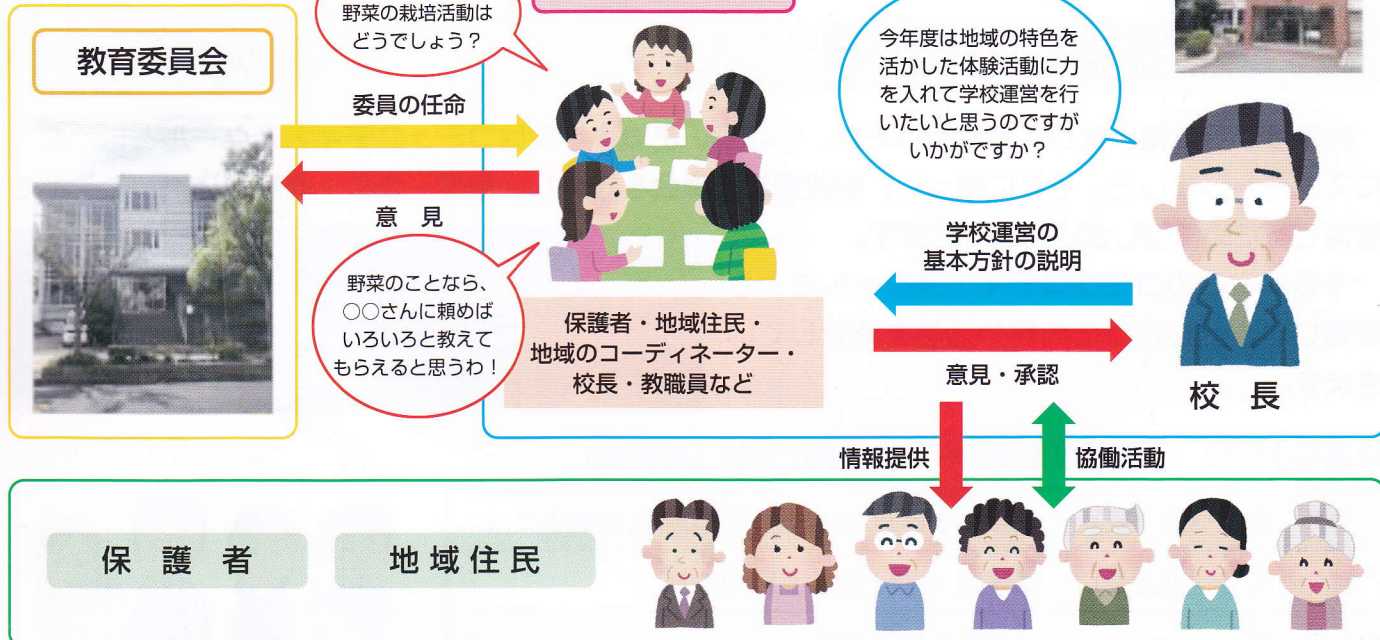 野菜の栽培活動は
どうでしょう？
教育委員会
委員の任命
意 見
野菜のことなら、
○○さんに頼めば
いろいろと教えて
もらえると思うわ！
保護者・地域住民・
地域のコーディネーター・
校長・教職員など
今年度は地域の特色を
活かした体験活動に力
を入れて学校運営を行
いたいと思うのですが
いかがですか？
学校運営の
基本方針の説明
意見・承認
校 長
情報提供
協働活動
保 護 者
地 域 住 民